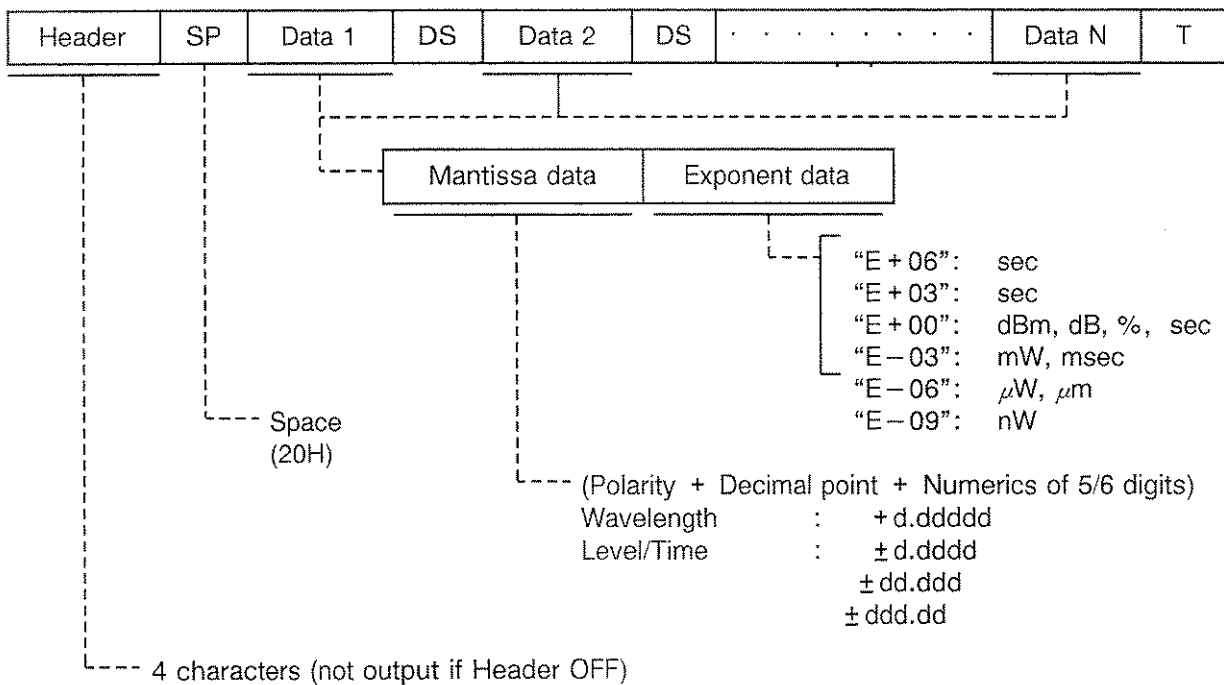 Header SP Data 1 DS Data 2 DS · · · · · · · · · Data N T
Mantissa data Exponent data
“E+06”: sec
“E+03”: sec
“E+00”: dBm, dB, %, sec
“E−03”: mW, msec
“E−06”: μW, μm
“E−09”: nW
Space
(20H)
(Polarity + Decimal point + Numerics of 5/6 digits)
Wavelength : +d.ddddd
Level/Time : ±d.dddd
±dd.ddd
±ddd.dd
4 characters (not output if Header OFF)